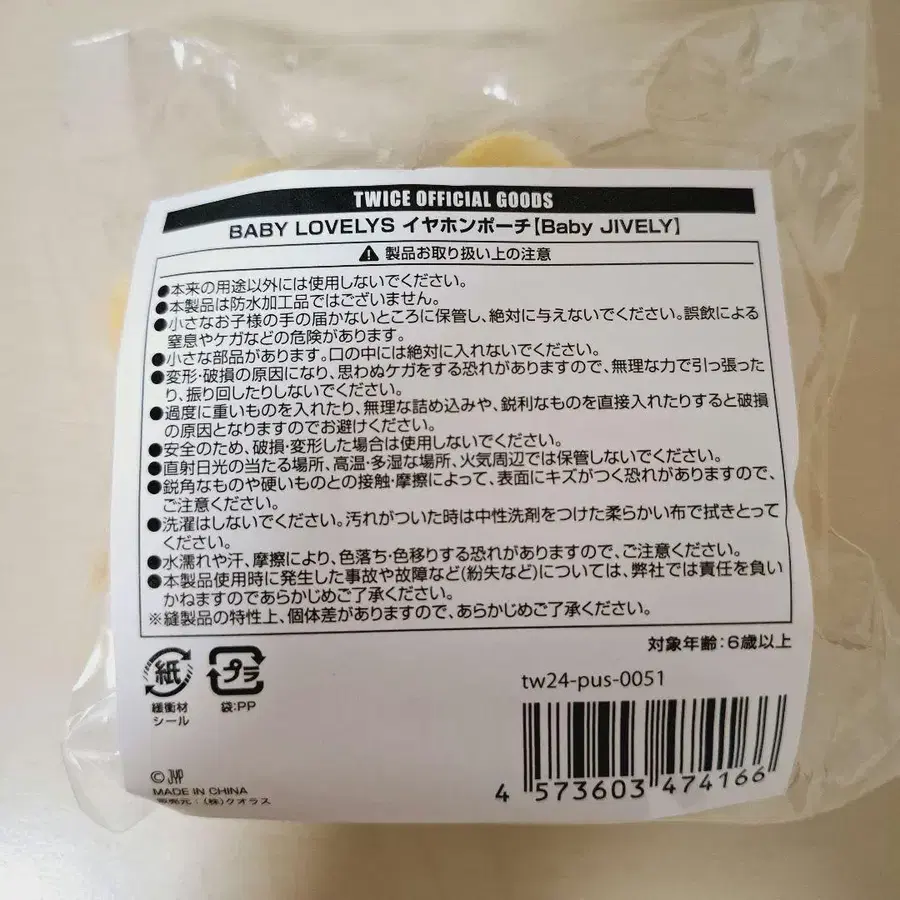 TWICE OFFICIAL GOODS
BABY LOVELYS イヤホンポーチ【Baby JIVELY】
製品お取り扱い上の注意
●本来の用途以外には使用しないでください。
●本製品は防水加工品ではございません。
●小さなお子様の手の届かないところに保管し、絶対に与えないでください。誤飲による
窒息やケガなどの危険があります。
●小さな部品があります。口の中には絶対に入れないでください。
●変形・破損の原因になり、思わぬケガをする恐れがありますので、無理な力で引っ張った
り、振り回したりしないでください。
●過度に重いものを入れたり、無理な詰め込みや、鋭利なものを直接入れたりすると破損
の原因となりますのでお避けください。
●安全のため、破損・変形した場合は使用しないでください。
●直射日光の当たる場所、高温・多湿な場所、火気周辺では保管しないでください。
●鋭角なものや硬いものとの接触・摩擦によって、表面にキズがつく恐れがありますので、
ご注意ください。
●洗濯はしないでください。汚れがついた時は中性洗剤をつけた柔らかい布で拭きとって
ください。
●水濡れや汗、摩擦により、色落ち・色移りする恐れがありますので、ご注意ください。
●本製品使用時に発生した事故や故障など(紛失など)については、弊社では責任を負い
かねますのであらかじめご了承ください。
※縫製品の特性上、個体差がありますので、あらかじめご了承ください。
対象年齢：6歳以上
紙 プラ
緩衝材 袋：PP
シール
tw24-pus-0051
4 573603 474166
© JYP
MADE IN CHINA
販売元：（株）クオラス